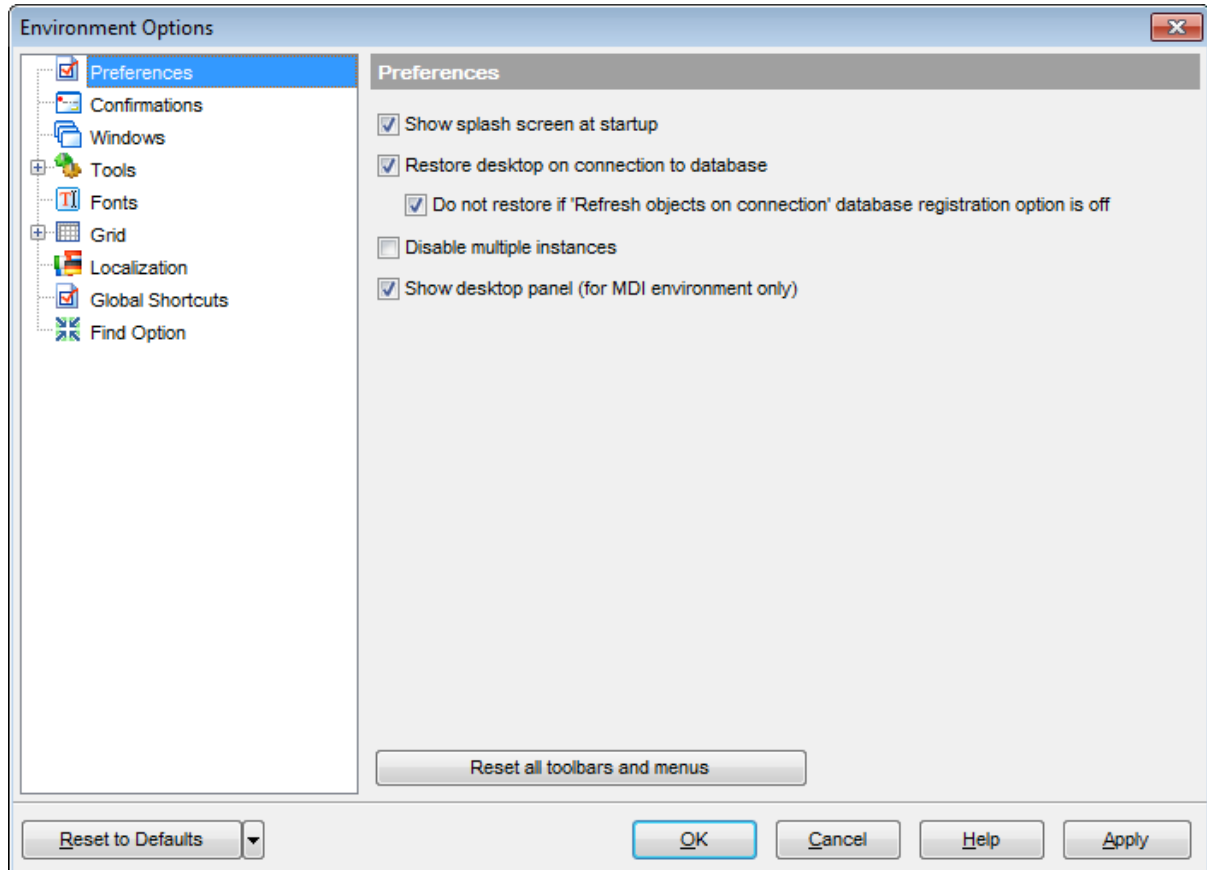 Environment Options
Preferences
Confirmations
Windows
Tools
Fonts
Grid
Localization
Global Shortcuts
Find Option
Preferences
Show splash screen at startup
Restore desktop on connection to database
Do not restore if 'Refresh objects on connection' database registration option is off
Disable multiple instances
Show desktop panel (for MDI environment only)
Reset all toolbars and menus
Reset to Defaults
OK
Cancel
Help
Apply